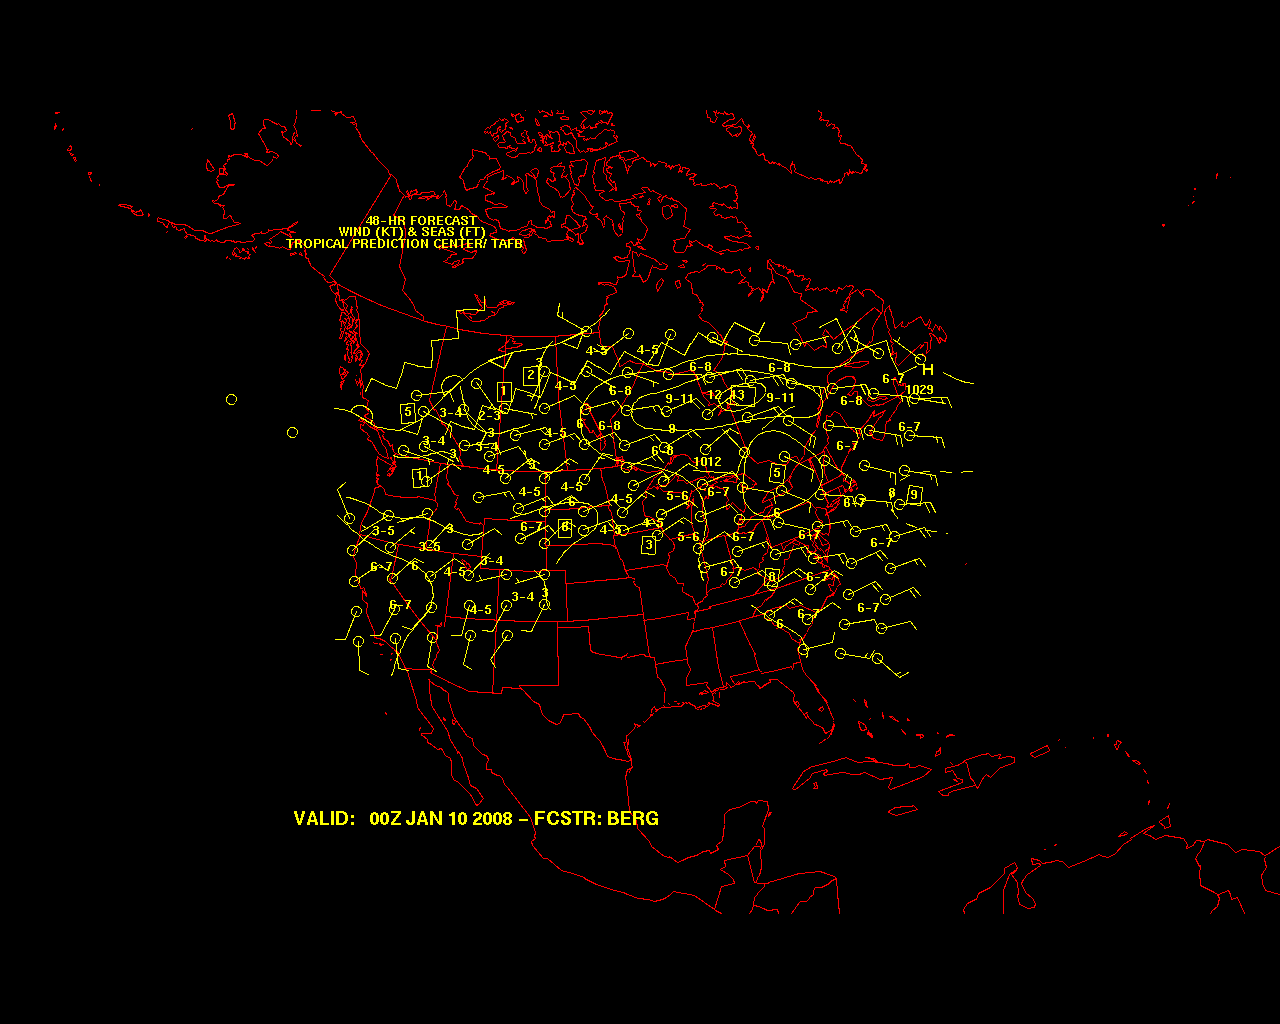 48-HR FORECAST
WIND (KT) & SEAS (FT)
TROPICAL PREDICTION CENTER/ TAFB
4-5 4-5
3 6-8 6-8
2 H
1 4-5 6-8 6-7
1029
9-11 12 13 9-11 6-8
5 3-4 2-3
6 6-8 9 6-7
3
3-4 3-4 6-8 6-7
3 1012
3
1 4-5 5
4-5 4-5 6-7
5-6 8 9
6 4-5 6-7
6
3 6-7 8 4-5 4-5
3-5 5-6 6-7 6-7
3-5 3 6-7
3-4
6-7 6 4-5 6-7 8 6-7
3
3-4
6-7 4-5 6-7
6-7
6
VALID: 00Z JAN 10 2008 - FCSTR: BERG